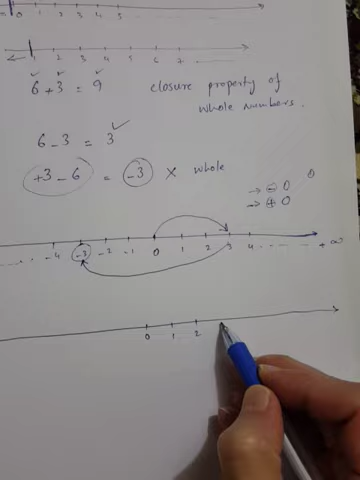 0 1 2 3 4 5
1 2 3 4 5 6 7 ......
6 + 3 = 9 closure property of
whole numbers.
6 - 3 = 3
+3 - 6 = -3 × whole
0
→ ⊖ 0
→ ⊕ 0
..... -4 -3 -2 -1 0 1 2 3 4 ...... +∞
0 1 2